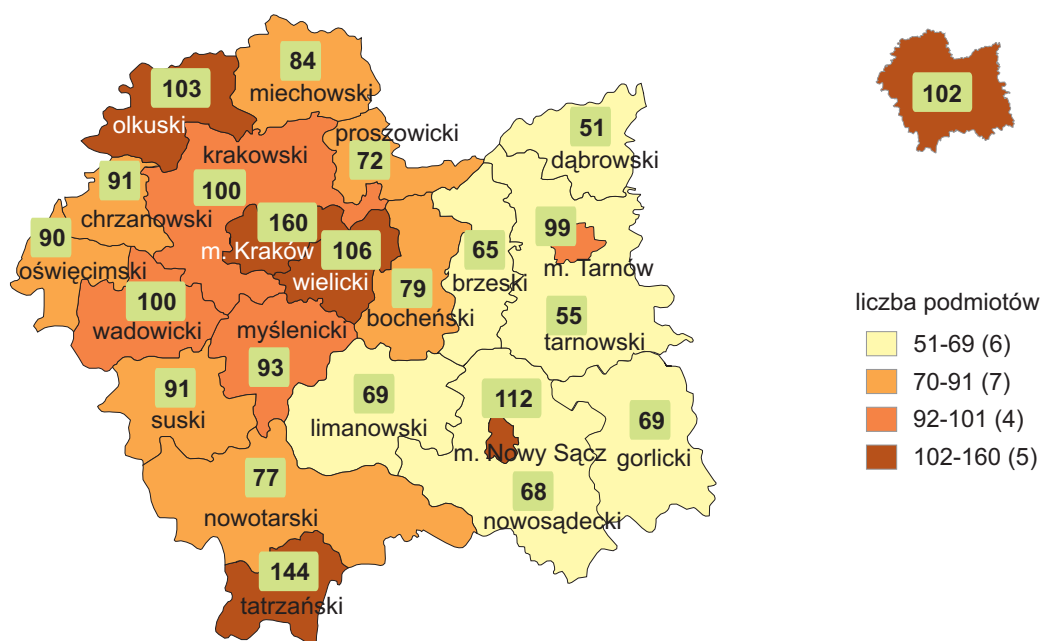 84
miechowski
103
olkuski
102
proszowicki
72
51
dąbrowski
krakowski
100
91
chrzanowski
160
m. Kraków
106
wielicki
99
m. Tarnów
90
oświęcimski
65
brzeski
79
bocheński
100
wadowicki
myślenicki
93
55
tarnowski
91
suski
69
limanowski
112
m. Nowy Sącz
69
gorlicki
77
nowotarski
68
nowosądecki
144
tatrzański
liczba podmiotów
51-69 (6)
70-91 (7)
92-101 (4)
102-160 (5)